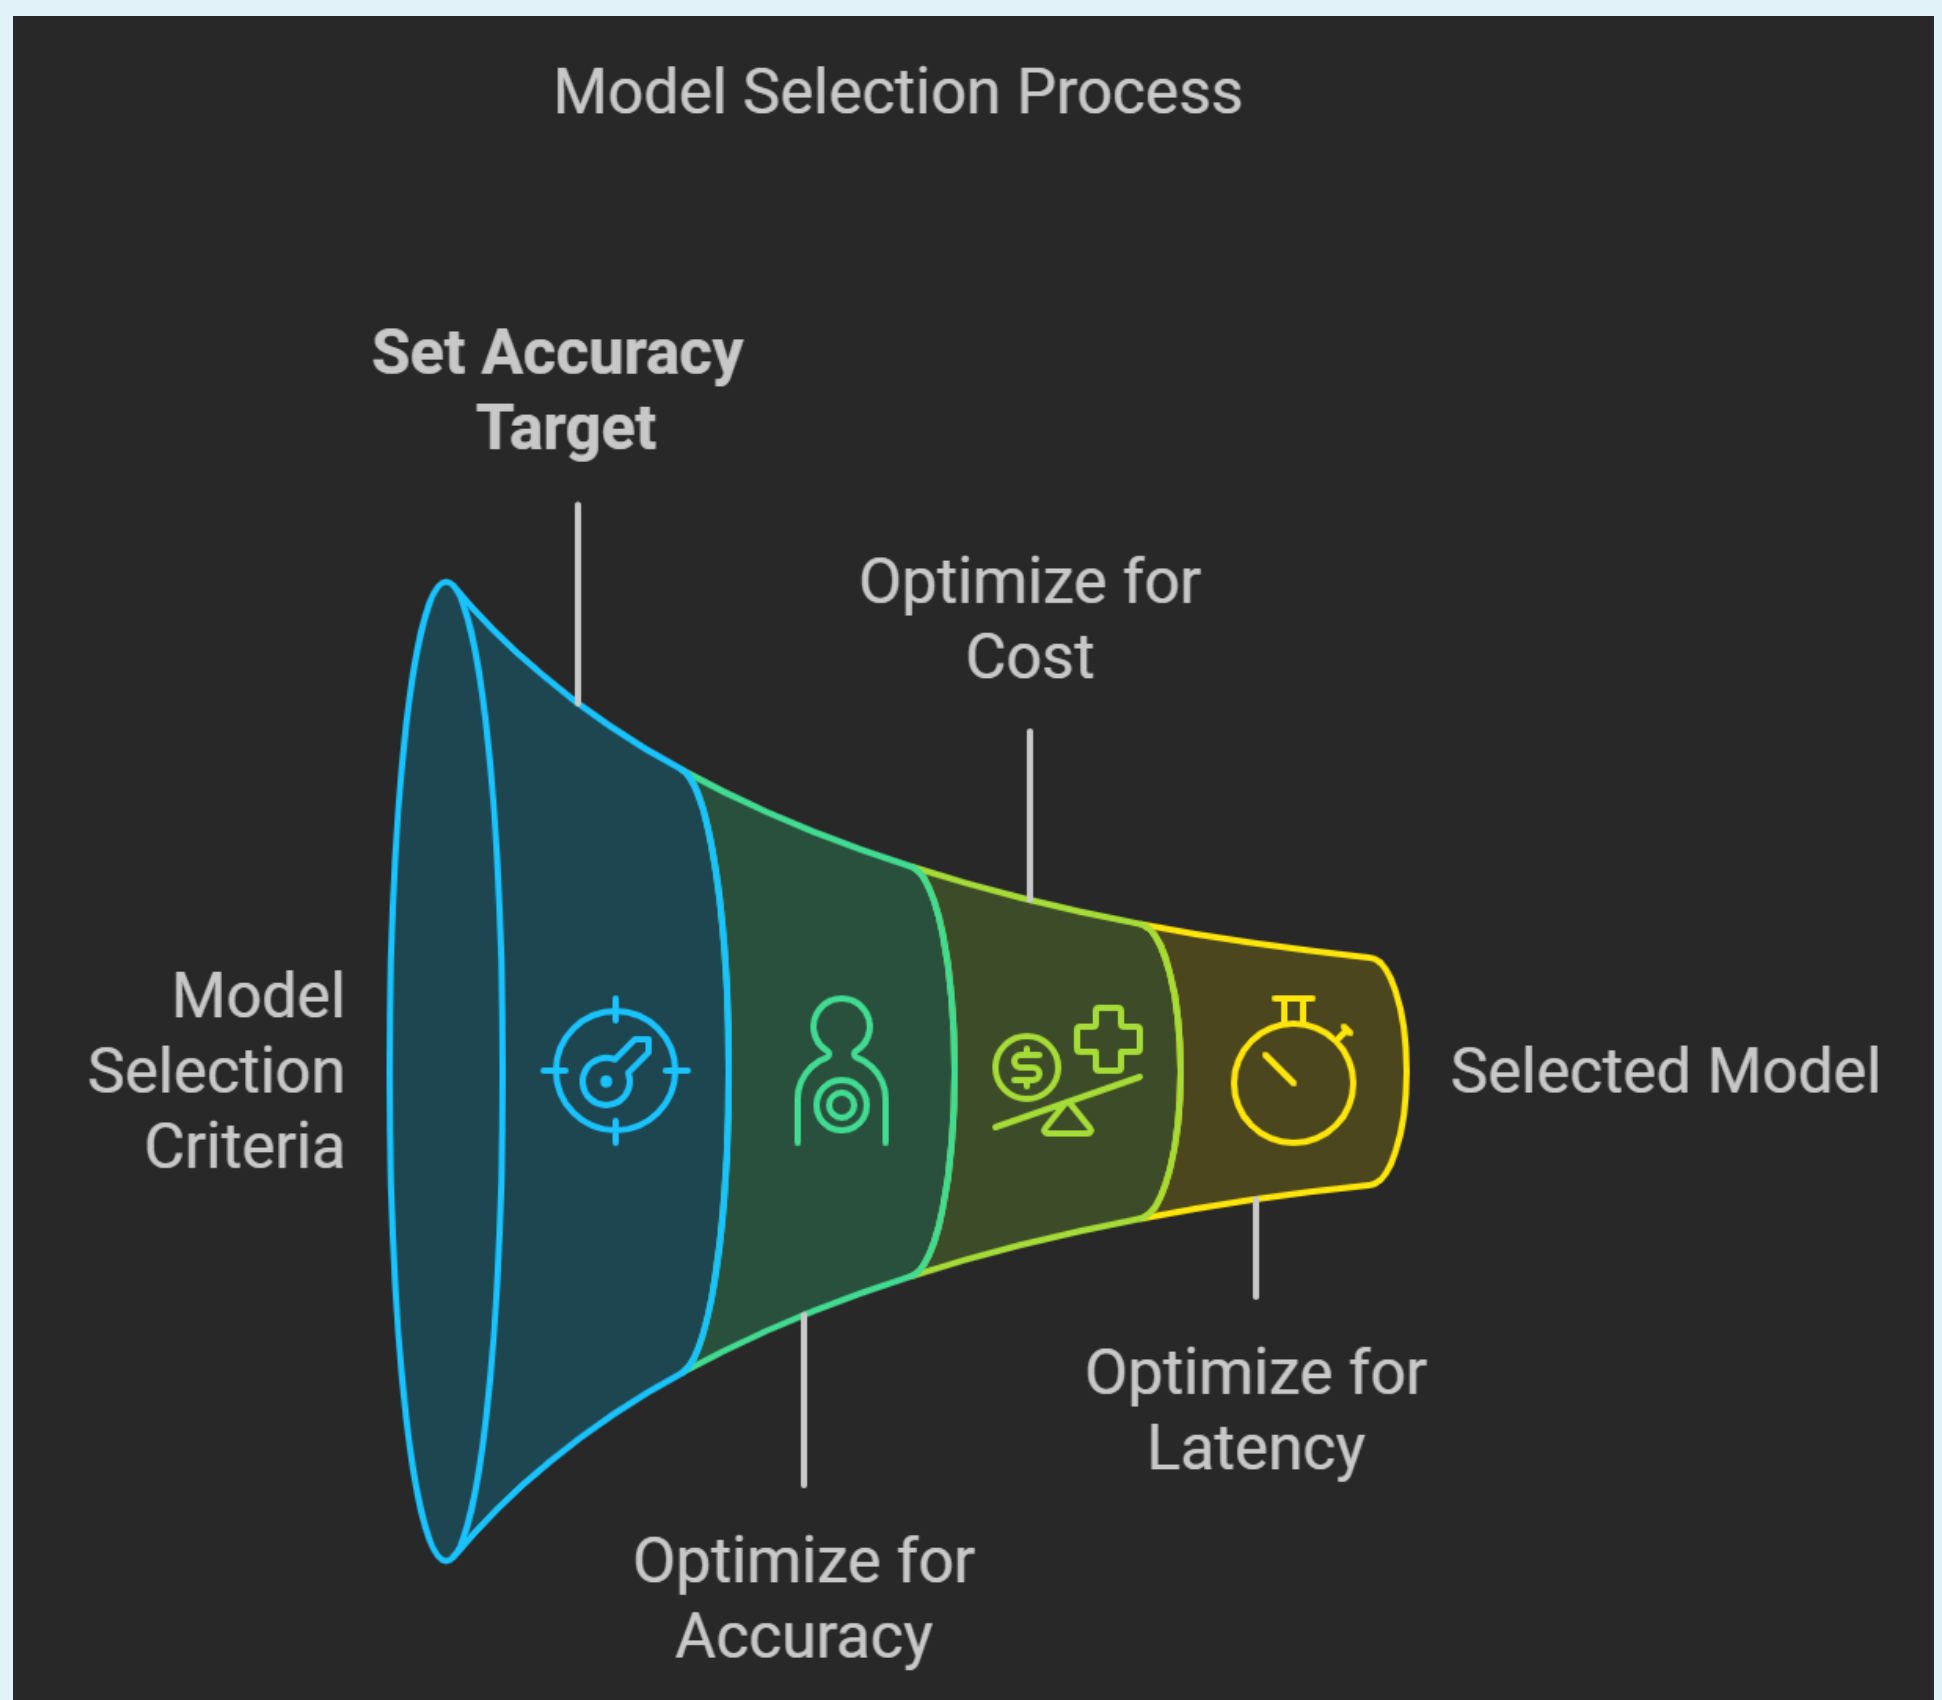 Model Selection Process
Set Accuracy
Target
Optimize for
Cost
Model
Selection
Criteria
$
Selected Model
Optimize for
Latency
Optimize for
Accuracy